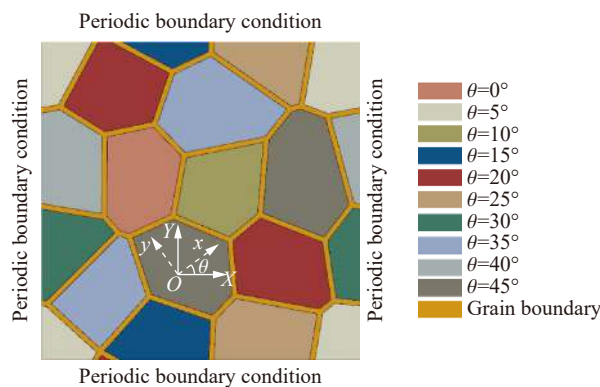 Periodic boundary condition
Periodic boundary condition
Y
y
x
θ
O
X
Periodic boundary condition
θ=0°
θ=5°
θ=10°
θ=15°
θ=20°
θ=25°
θ=30°
θ=35°
θ=40°
θ=45°
Grain boundary
Periodic boundary condition